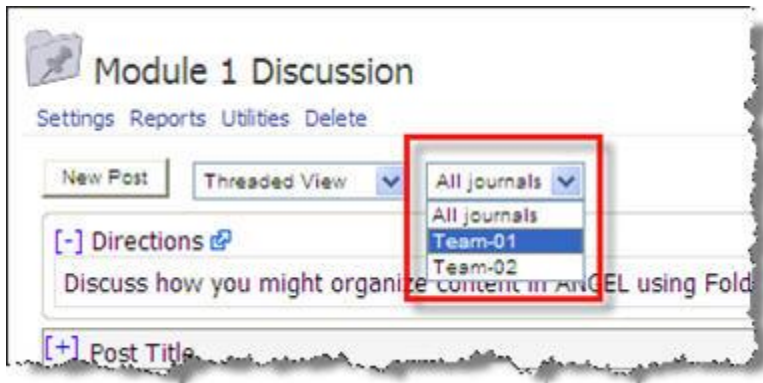 Module 1 Discussion
Settings Reports Utilities Delete
New Post Threaded View All journals
All journals
[-] Directions Team-01
Team-02
Discuss how you might organize content in ANGEL using Fold
[+] Post Title